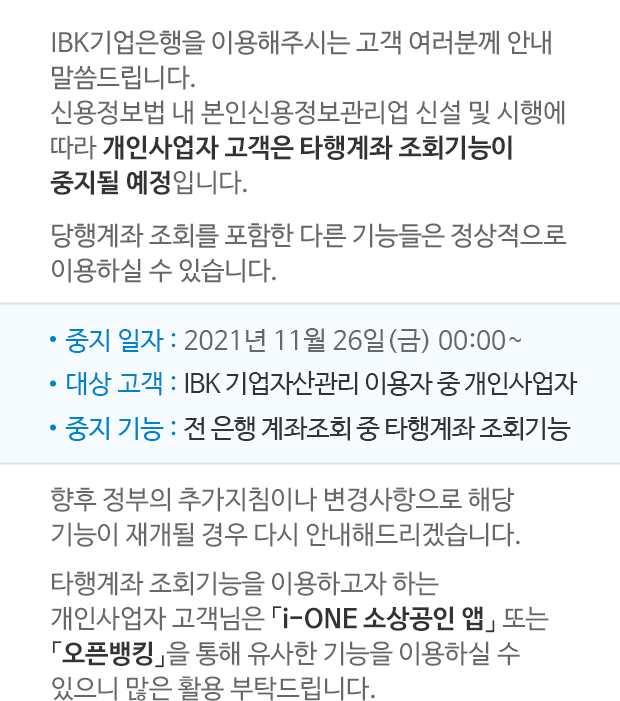 IBK기업은행을 이용해주시는 고객 여러분께 안내
말씀드립니다.
신용정보법 내 본인신용정보관리업 신설 및 시행에
따라 개인사업자 고객은 타행계좌 조회기능이
중지될 예정입니다.
당행계좌 조회를 포함한 다른 기능들은 정상적으로
이용하실 수 있습니다.
• 중지 일자 : 2021년 11월 26일(금) 00:00~
• 대상 고객 : IBK 기업자산관리 이용자 중 개인사업자
• 중지 기능 : 전 은행 계좌조회 중 타행계좌 조회기능
향후 정부의 추가지침이나 변경사항으로 해당
기능이 재개될 경우 다시 안내해드리겠습니다.
타행계좌 조회기능을 이용하고자 하는
개인사업자 고객님은 「i-ONE 소상공인 앱」 또는
「오픈뱅킹」을 통해 유사한 기능을 이용하실 수
있으니 많은 활용 부탁드립니다.